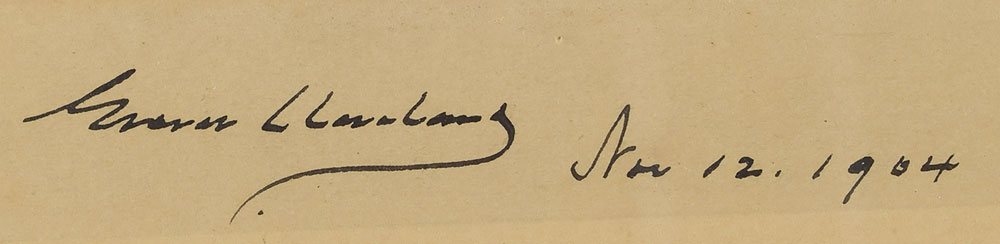 Grover Cleveland
Nov 12. 1904